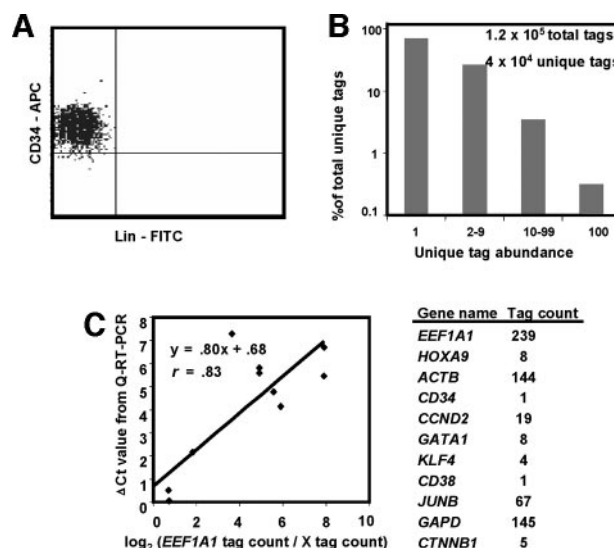 A
CD34 - APC
Lin - FITC
B
1.2 x 10⁵ total tags
4 x 10⁴ unique tags
%of total unique tags
100
10
1
0.1
1 2-9 10-99 100
Unique tag abundance
C
y = .80x + .68
r = .83
ΔCt value from Q-RT-PCR
8
7
6
5
4
3
2
1
0
0 2 4 6 8 10
log₂ (EEF1A1 tag count / X tag count)
Gene name Tag count
EEF1A1 239
HOXA9 8
ACTB 144
CD34 1
CCND2 19
GATA1 8
KLF4 4
CD38 1
JUNB 67
GAPD 145
CTNNB1 5